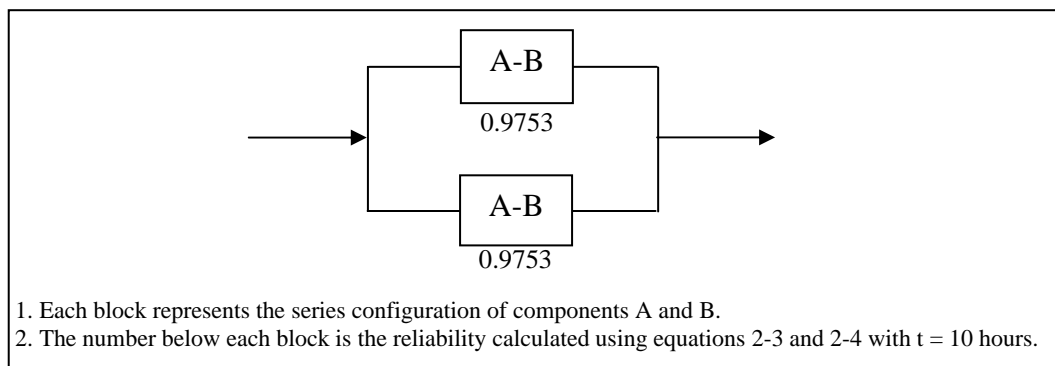 A-B
0.9753
A-B
0.9753
1. Each block represents the series configuration of components A and B.
2. The number below each block is the reliability calculated using equations 2-3 and 2-4 with t = 10 hours.